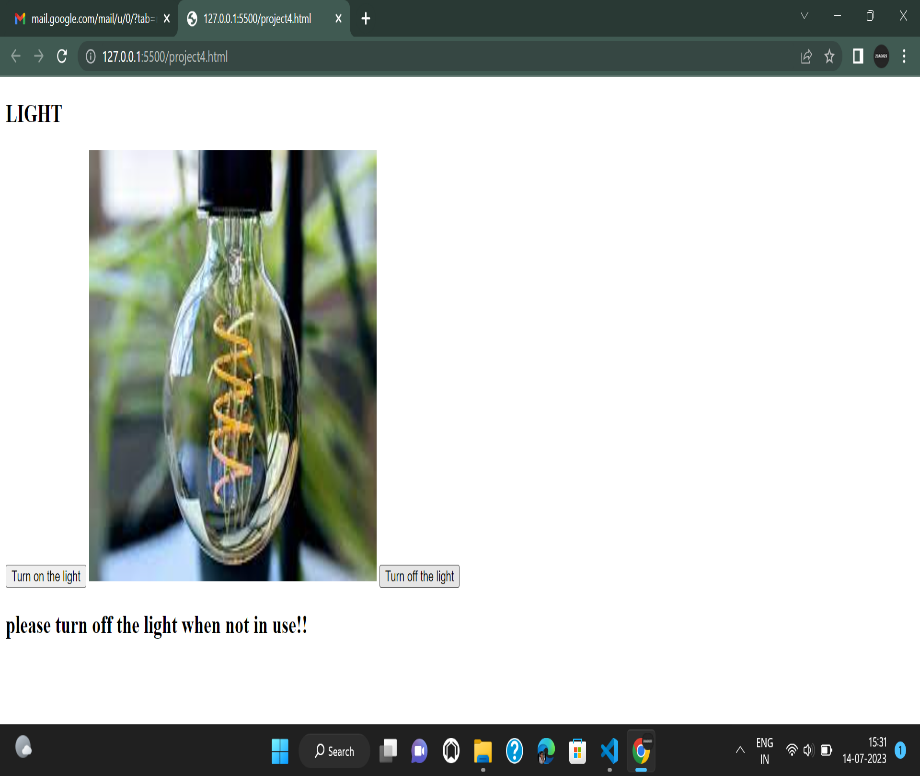 mail.google.com/mail/u/0/?tab=
127.0.0.1:5500/project4.html
127.0.0.1:5500/project4.html
LIGHT
Turn on the light
Turn off the light
please turn off the light when not in use!!
Search
ENG
IN
15:31
14-07-2023
1